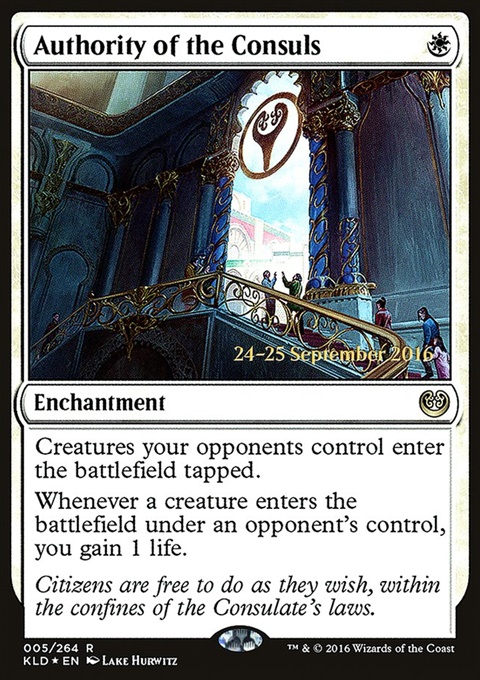 Authority of the Consuls
24–25 September 2016
Enchantment
Creatures your opponents control enter
the battlefield tapped.
Whenever a creature enters the
battlefield under an opponent's control,
you gain 1 life.
Citizens are free to do as they wish, within
the confines of the Consulate's laws.
005/264 R
KLD★EN Lake Hurwitz
™ & © 2016 Wizards of the Coast